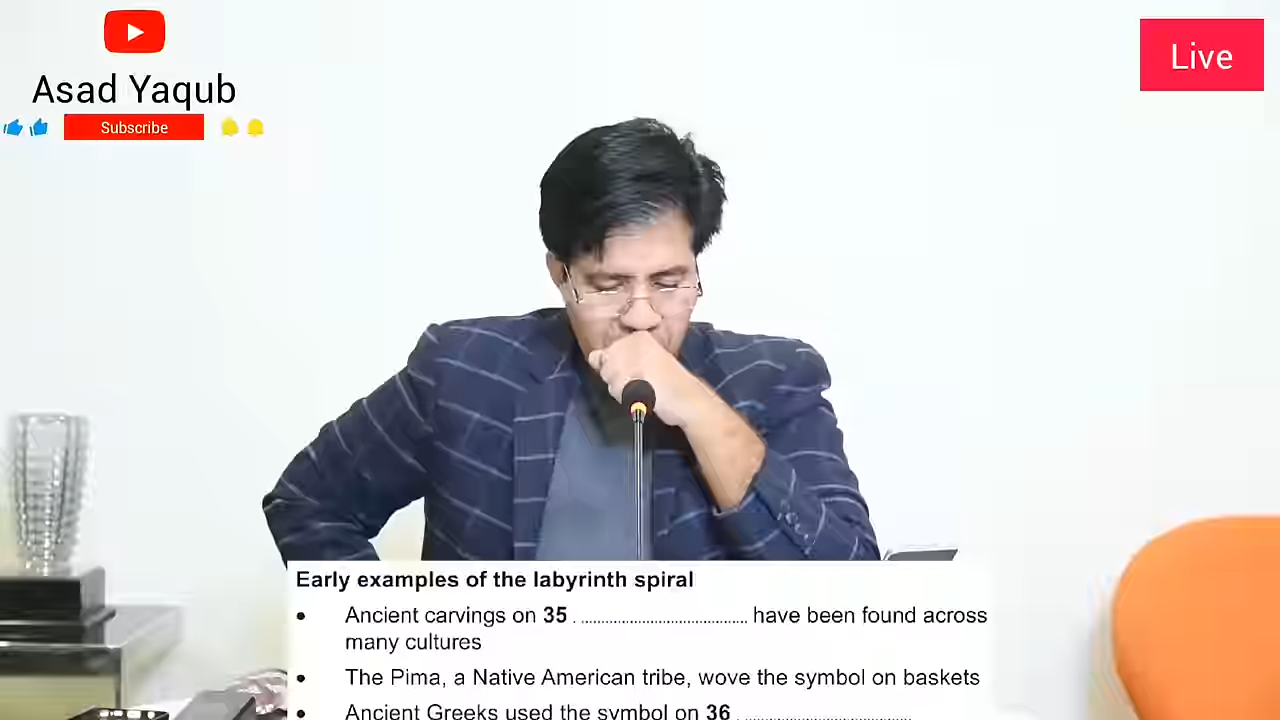 Asad Yaqub
Subscribe
Live
Early examples of the labyrinth spiral
• Ancient carvings on 35 . .......................................... have been found across
many cultures
• The Pima, a Native American tribe, wove the symbol on baskets
• Ancient Greeks used the symbol on 36 . ..........................................